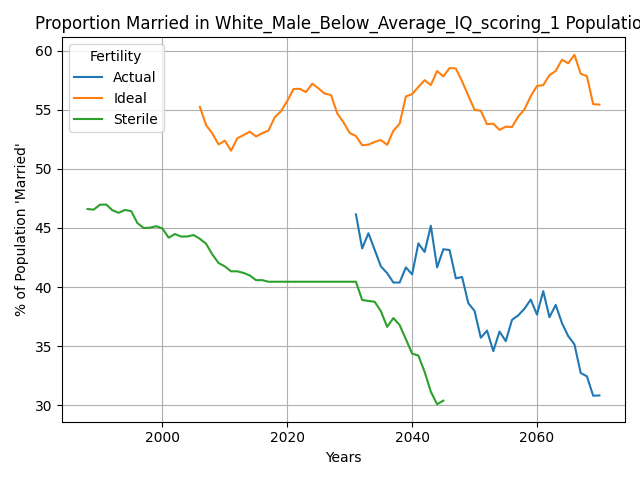 Proportion Married in White_Male_Below_Average_IQ_scoring_1 Populatio
Fertility
Actual
Ideal
Sterile
% of Population 'Married'
60
55
50
45
40
35
30
2000
2020
2040
2060
Years